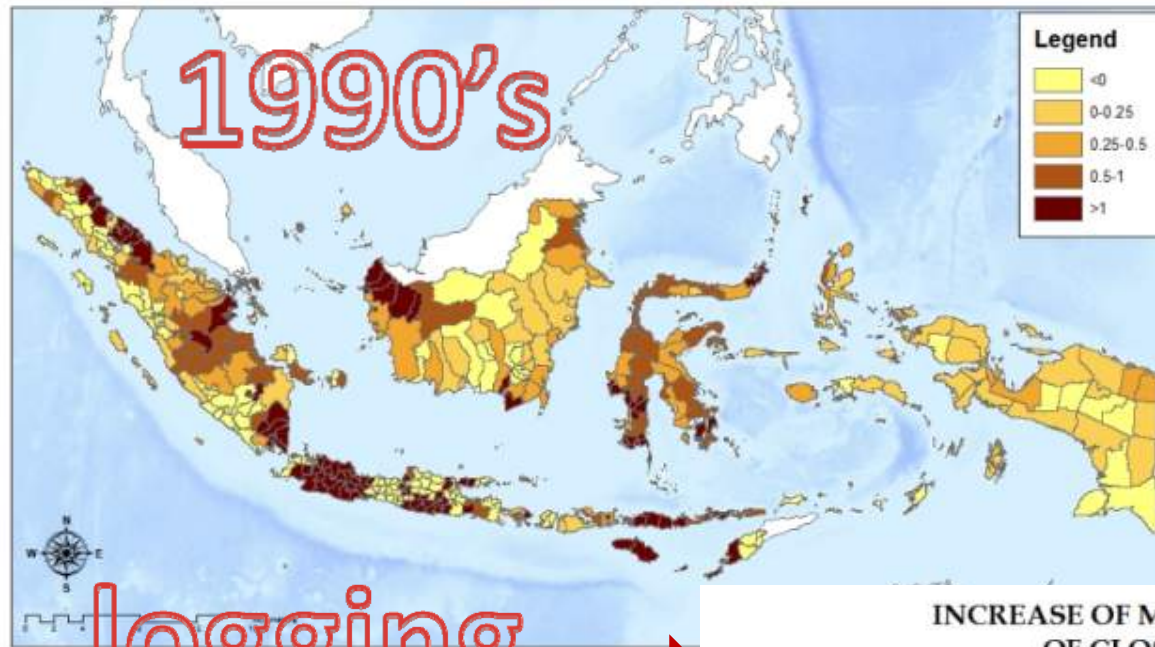 1990's
Legend
<0
0-0.25
0.25-0.5
0.5-1
>1
N
W E
S
logging
INCREASE OF M